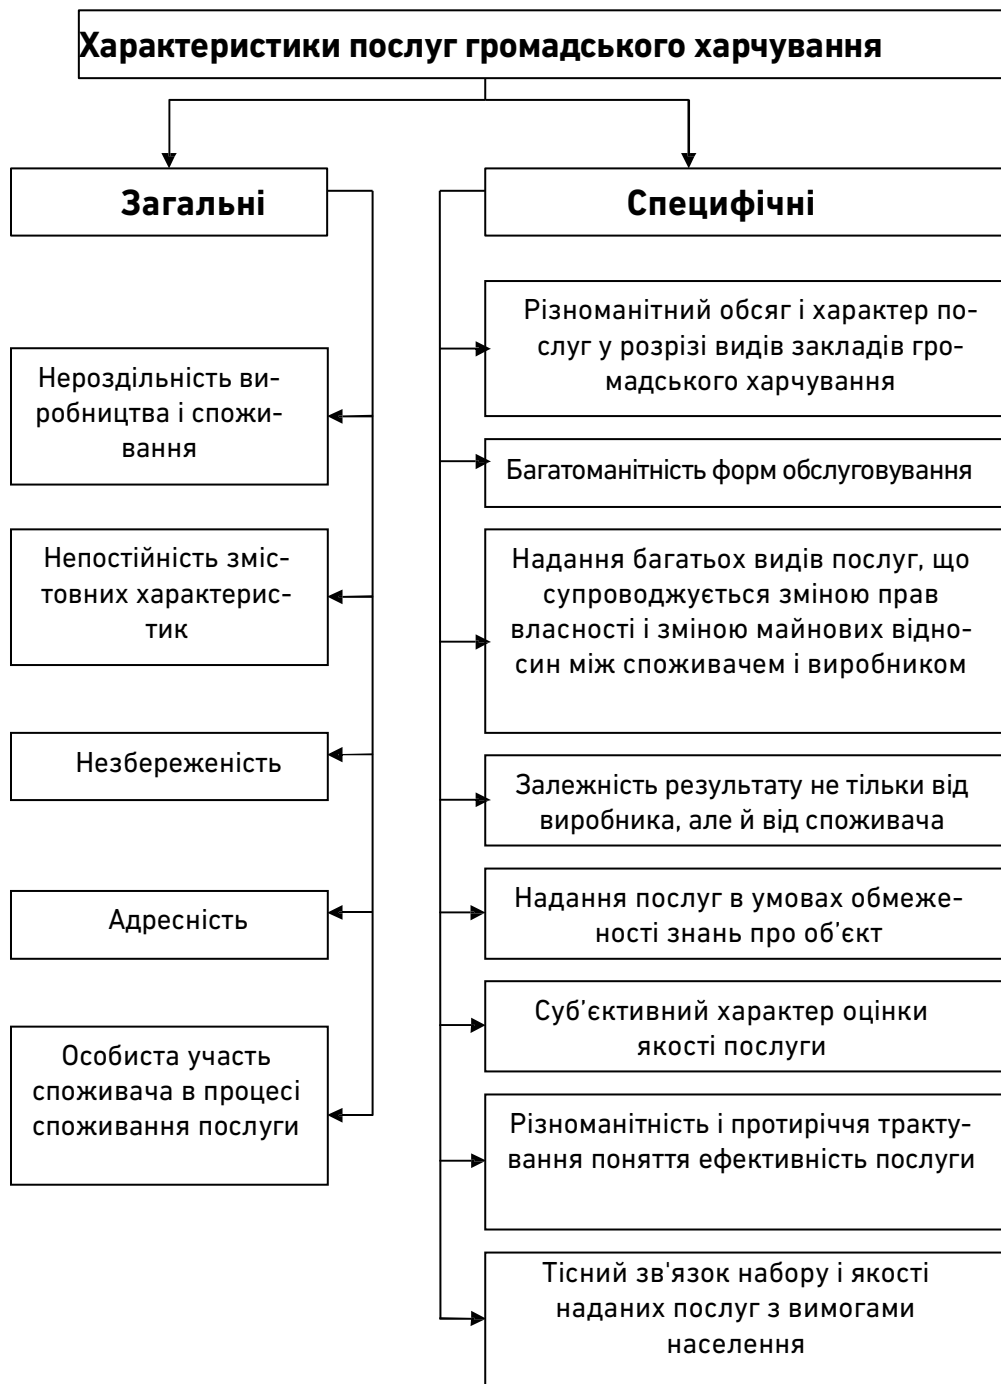 Характеристики послуг громадського харчування
Загальні
Нероздільність ви-
робництва і спожи-
вання
Непостійність зміс-
товних характерис-
тик
Незбереженість
Адресність
Особиста участь
споживача в процесі
споживання послуги
Специфічні
Різноманітний обсяг і характер по-
слуг у розрізі видів закладів гро-
мадського харчування
Багатоманітність форм обслуговування
Надання багатьох видів послуг, що
супроводжується зміною прав
власності і зміною майнових відно-
син між споживачем і виробником
Залежність результату не тільки від
виробника, але й від споживача
Надання послуг в умовах обмеже-
ності знань про об’єкт
Суб’єктивний характер оцінки
якості послуги
Різноманітність і протиріччя тракту-
вання поняття ефективність послуги
Тісний зв'язок набору і якості
наданих послуг з вимогами
населення